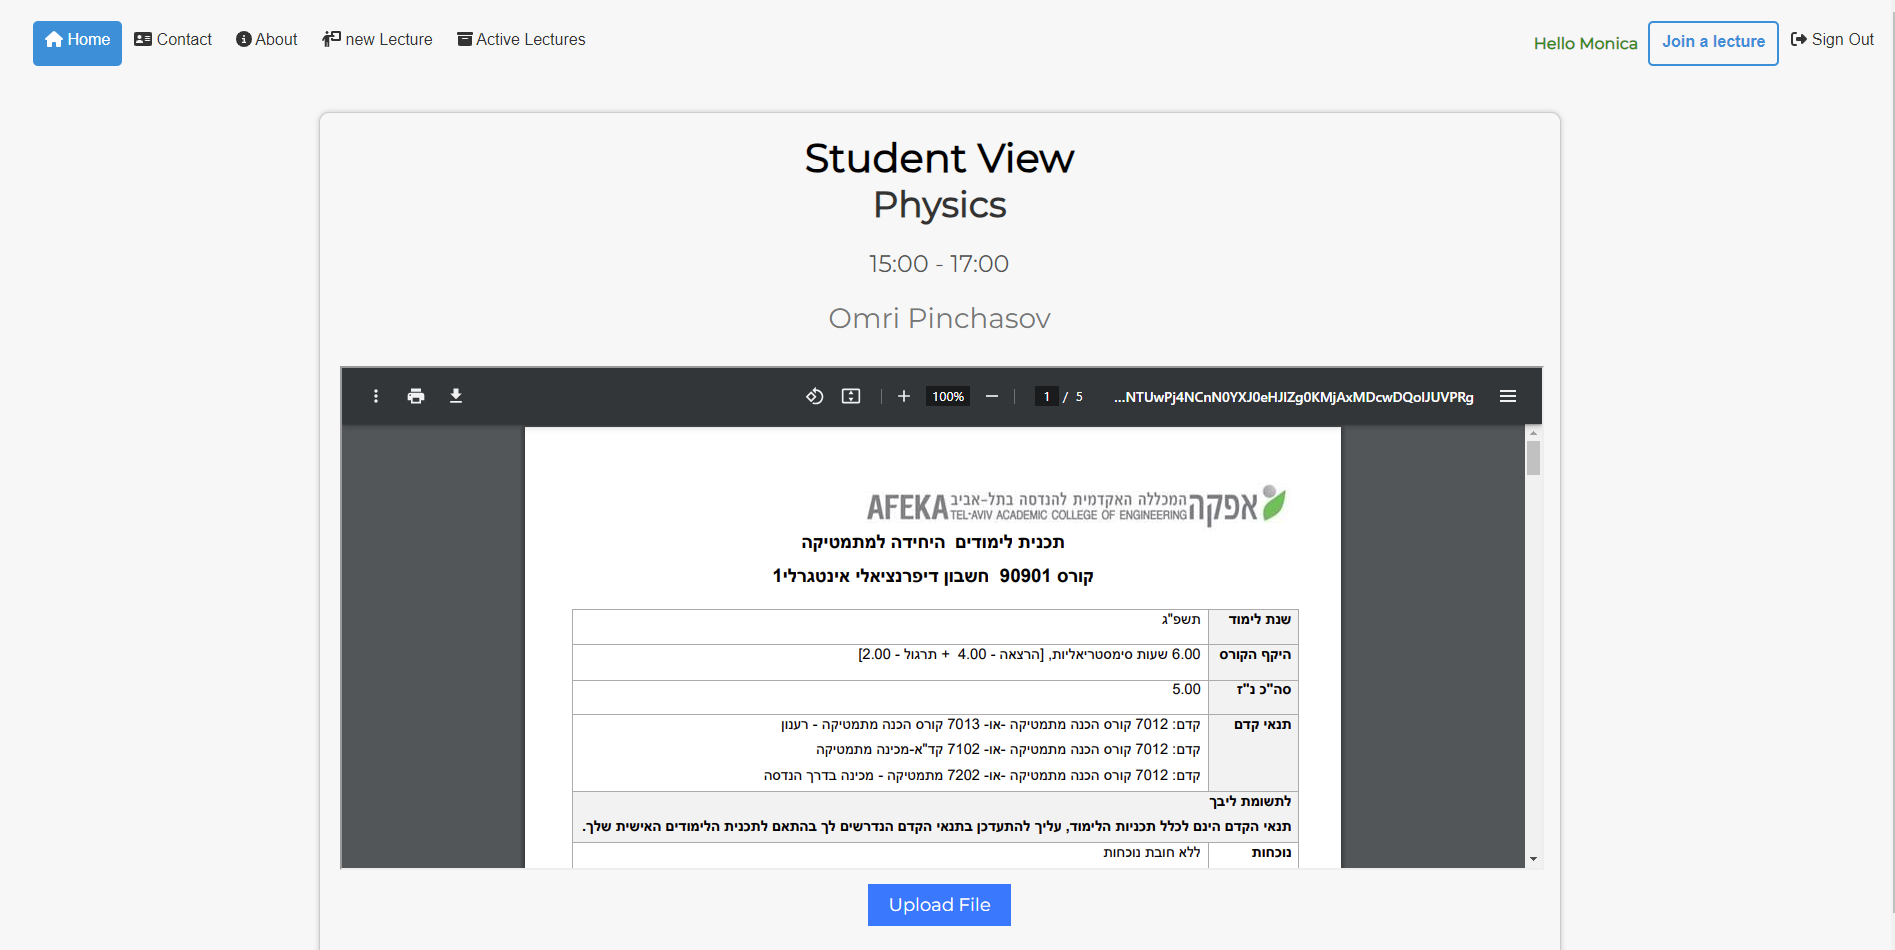 Home Contact About new Lecture Active Lectures Hello Monica Join a lecture Sign Out
Student View
Physics
15:00 - 17:00
Omri Pinchasov
100% 1 / 5 ...NTUwPj4NCnN0YXJ0eHJlZg0KMjAxMDcwDQolJUVPRg
אפקה המכללה האקדמית להנדסה בתל-אביב
AFEKA TEL-AVIV ACADEMIC COLLEGE OF ENGINEERING
תכנית לימודים היחידה למתמטיקה
קורס 90901 חשבון דיפרנציאלי אינטגרלי1
שנת לימוד תשפ"ג
היקף הקורס 6.00 שעות סימסטריאליות, [הרצאה - 4.00 + תרגול - 2.00]
סה"כ נ"ז 5.00
תנאי קדם קדם: 7012 קורס הכנה מתמטיקה -או- 7013 קורס הכנה מתמטיקה - רענון
קדם: 7012 קורס הכנה מתמטיקה -או- 7102 קד"א-מכינה מתמטיקה
קדם: 7012 קורס הכנה מתמטיקה -או- 7202 מתמטיקה - מכינה בדרך הנדסה
לתשומת ליבך
תנאי הקדם הינם לכלל תכניות הלימוד, עליך להתעדכן בתנאי הקדם הנדרשים לך בהתאם לתכנית הלימודים האישית שלך.
נוכחות ללא חובת נוכחות
Upload File